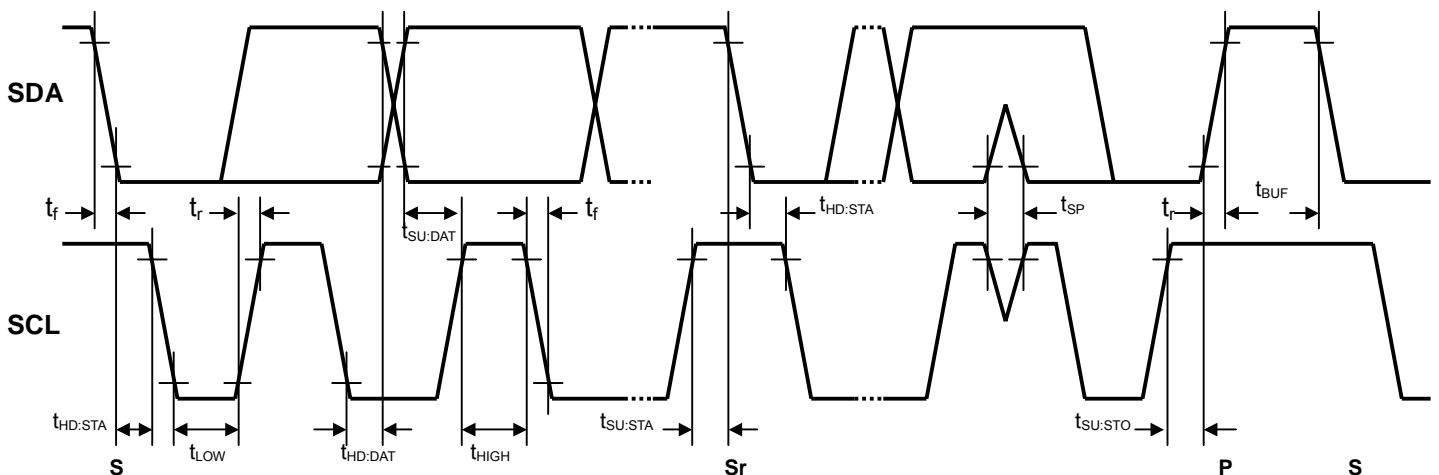 SDA
t_f t_r t_SU:DAT t_f t_HD:STA t_SP t_r t_BUF
SCL
t_HD:STA t_LOW t_HD:DAT t_HIGH t_SU:STA t_SU:STO
S Sr P S